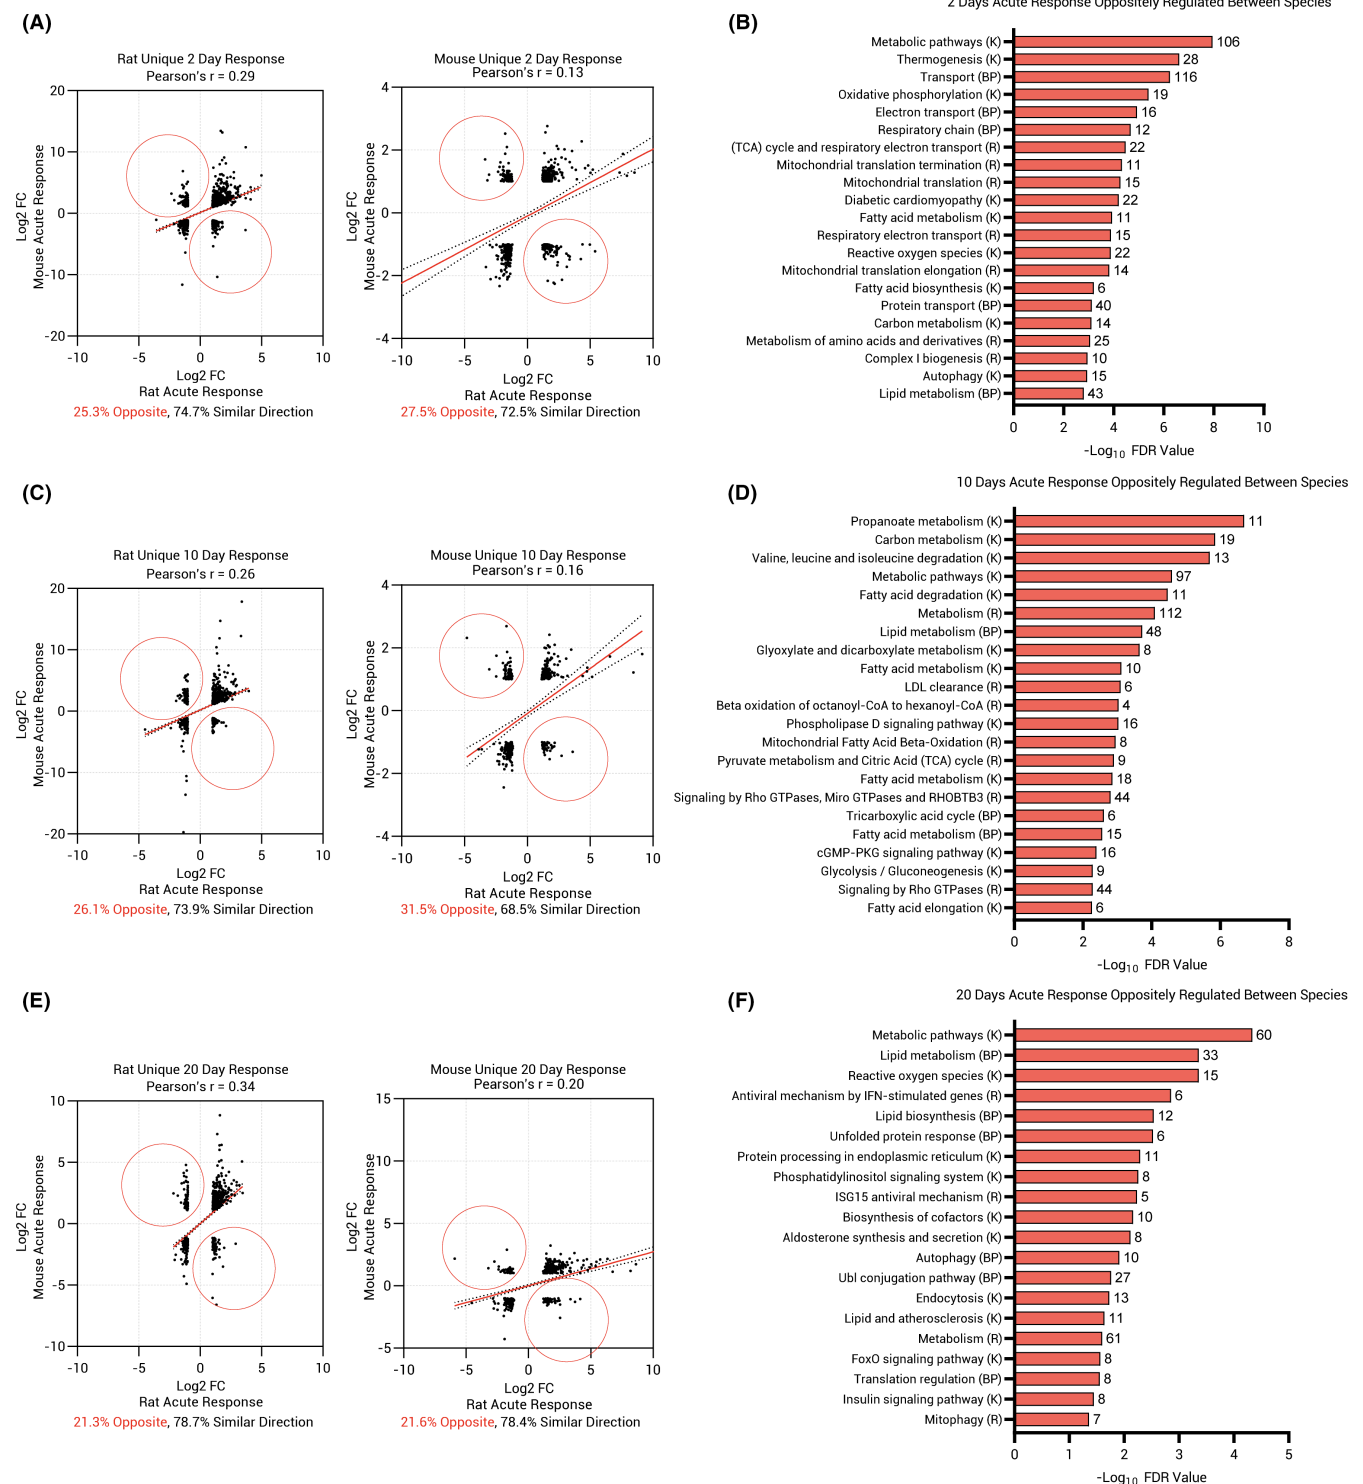 (A)
Rat Unique 2 Day Response
Pearson's r = 0.29
20
10
0
-10
-20
Log2 FC
Mouse Acute Response
-10 -5 0 5 10
Log2 FC
Rat Acute Response
25.3% Opposite, 74.7% Similar Direction
Mouse Unique 2 Day Response
Pearson's r = 0.13
4
2
0
-2
-4
Log2 FC
Mouse Acute Response
-10 -5 0 5 10
Log2 FC
Rat Acute Response
27.5% Opposite, 72.5% Similar Direction
(B)
2 Days Acute Response Oppositely Regulated Between Species
Metabolic pathways (K) 106
Thermogenesis (K) 28
Transport (BP) 116
Oxidative phosphorylation (K) 19
Electron transport (BP) 16
Respiratory chain (BP) 12
(TCA) cycle and respiratory electron transport (R) 22
Mitochondrial translation termination (R) 11
Mitochondrial translation (R) 15
Diabetic cardiomyopathy (K) 22
Fatty acid metabolism (K) 11
Respiratory electron transport (R) 15
Reactive oxygen species (K) 22
Mitochondrial translation elongation (R) 14
Fatty acid biosynthesis (K) 6
Protein transport (BP) 40
Carbon metabolism (K) 14
Metabolism of amino acids and derivatives (R) 25
Complex I biogenesis (R) 10
Autophagy (K) 15
Lipid metabolism (BP) 43
0 2 4 6 8 10
-Log10 FDR Value
(C)
Rat Unique 10 Day Response
Pearson's r = 0.26
20
10
0
-10
-20
Log2 FC
Mouse Acute Response
-10 -5 0 5 10
Log2 FC
Rat Acute Response
26.1% Opposite, 73.9% Similar Direction
Mouse Unique 10 Day Response
Pearson's r = 0.16
4
2
0
-2
-4
Log2 FC
Mouse Acute Response
-10 -5 0 5 10
Log2 FC
Rat Acute Response
31.5% Opposite, 68.5% Similar Direction
(D)
10 Days Acute Response Oppositely Regulated Between Species
Propanoate metabolism (K) 11
Carbon metabolism (K) 19
Valine, leucine and isoleucine degradation (K) 13
Metabolic pathways (K) 97
Fatty acid degradation (K) 11
Metabolism (R) 112
Lipid metabolism (BP) 48
Glyoxylate and dicarboxylate metabolism (K) 8
Fatty acid metabolism (K) 10
LDL clearance (R) 6
Beta oxidation of octanoyl-CoA to hexanoyl-CoA (R) 4
Phospholipase D signaling pathway (K) 16
Mitochondrial Fatty Acid Beta-Oxidation (R) 8
Pyruvate metabolism and Citric Acid (TCA) cycle (R) 9
Fatty acid metabolism (K) 18
Signaling by Rho GTPases, Miro GTPases and RHOBTB3 (R) 44
Tricarboxylic acid cycle (BP) 6
Fatty acid metabolism (BP) 15
cGMP-PKG signaling pathway (K) 16
Glycolysis / Gluconeogenesis (K) 9
Signaling by Rho GTPases (R) 44
Fatty acid elongation (K) 6
0 2 4 6 8
-Log10 FDR Value
(E)
Rat Unique 20 Day Response
Pearson's r = 0.34
10
5
0
-5
-10
Log2 FC
Mouse Acute Response
-10 -5 0 5 10
Log2 FC
Rat Acute Response
21.3% Opposite, 78.7% Similar Direction
Mouse Unique 20 Day Response
Pearson's r = 0.20
15
10
5
0
-5
Log2 FC
Mouse Acute Response
-10 -5 0 5 10
Log2 FC
Rat Acute Response
21.6% Opposite, 78.4% Similar Direction
(F)
20 Days Acute Response Oppositely Regulated Between Species
Metabolic pathways (K) 60
Lipid metabolism (BP) 33
Reactive oxygen species (K) 15
Antiviral mechanism by IFN-stimulated genes (R) 6
Lipid biosynthesis (BP) 12
Unfolded protein response (BP) 6
Protein processing in endoplasmic reticulum (K) 11
Phosphatidylinositol signaling system (K) 8
ISG15 antiviral mechanism (R) 5
Biosynthesis of cofactors (K) 10
Aldosterone synthesis and secretion (K) 8
Autophagy (BP) 10
Ubl conjugation pathway (BP) 27
Endocytosis (K) 13
Lipid and atherosclerosis (K) 11
Metabolism (R) 61
FoxO signaling pathway (K) 8
Translation regulation (BP) 8
Insulin signaling pathway (K) 8
Mitophagy (R) 7
0 1 2 3 4 5
-Log10 FDR Value